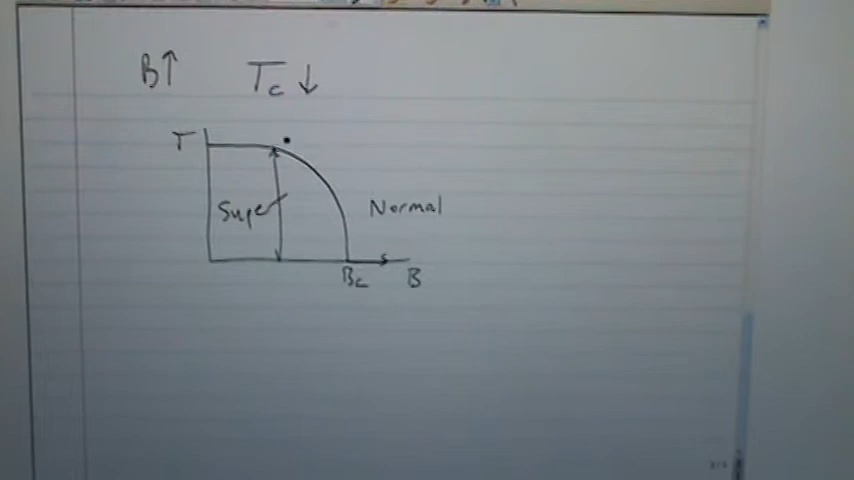 B↑ Tc ↓
T
Super Normal
Bc B